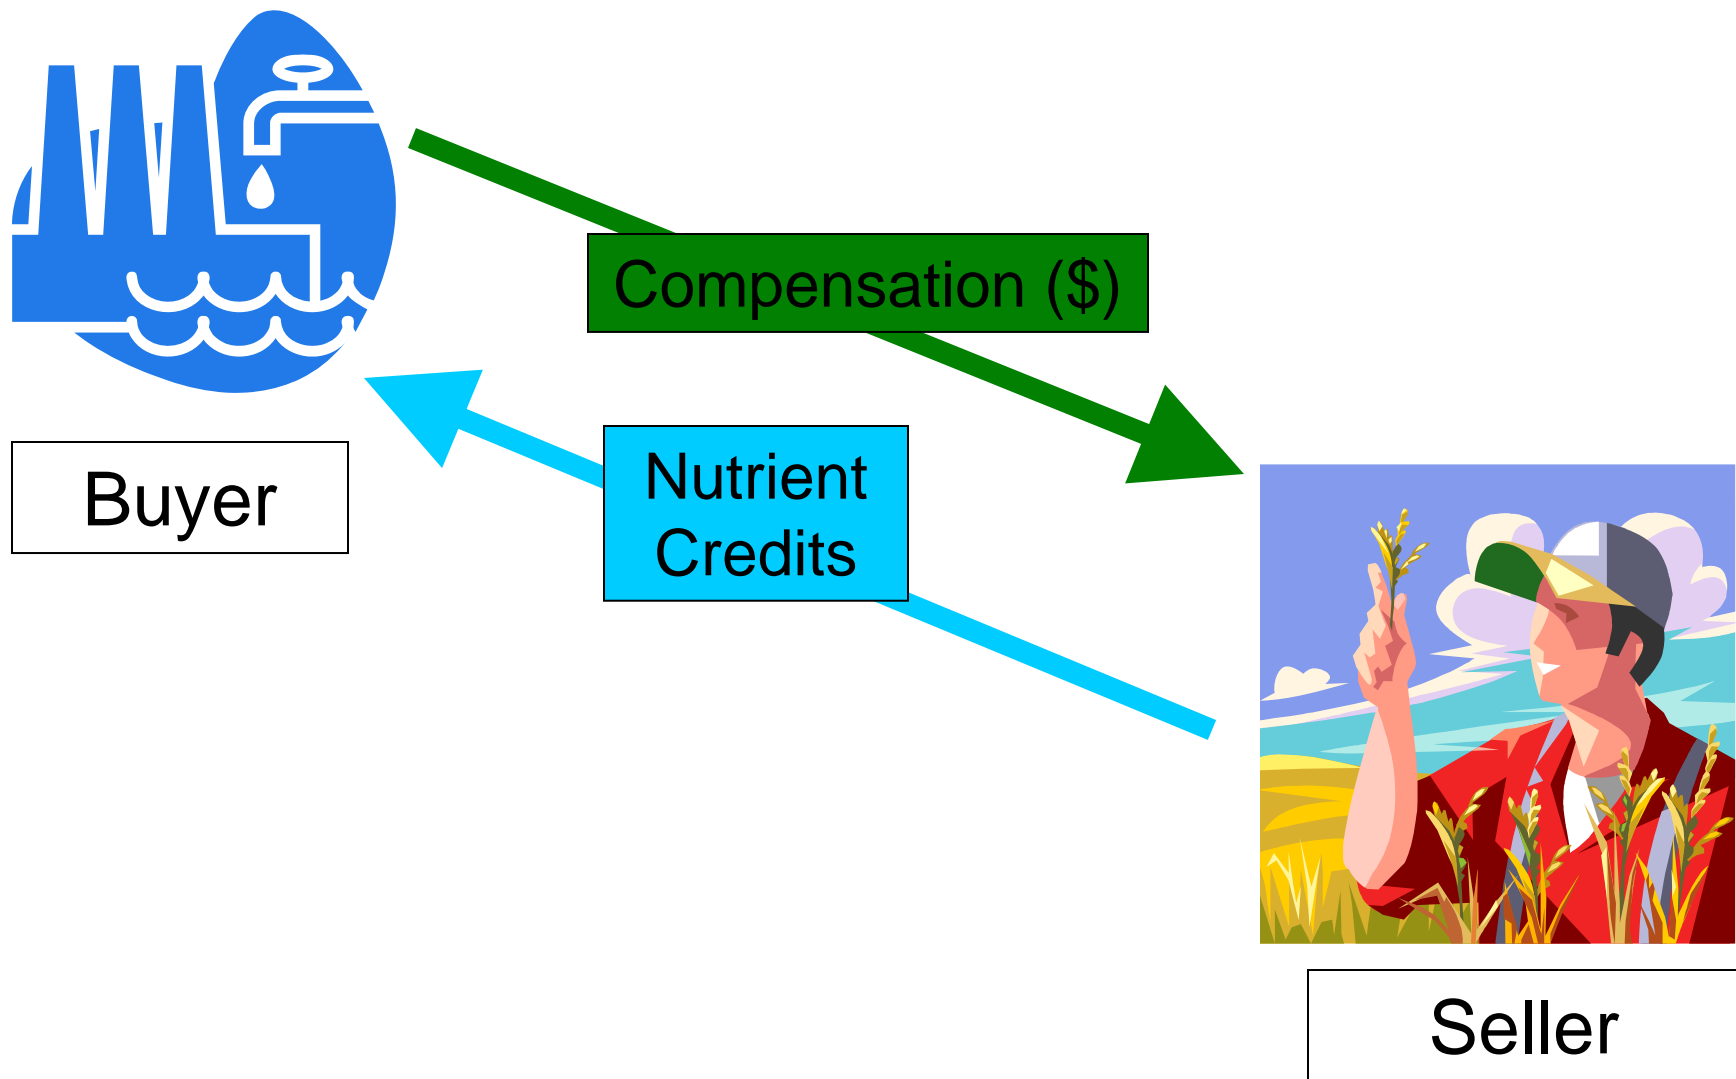 Compensation ($)
Buyer
Nutrient
Credits
Seller